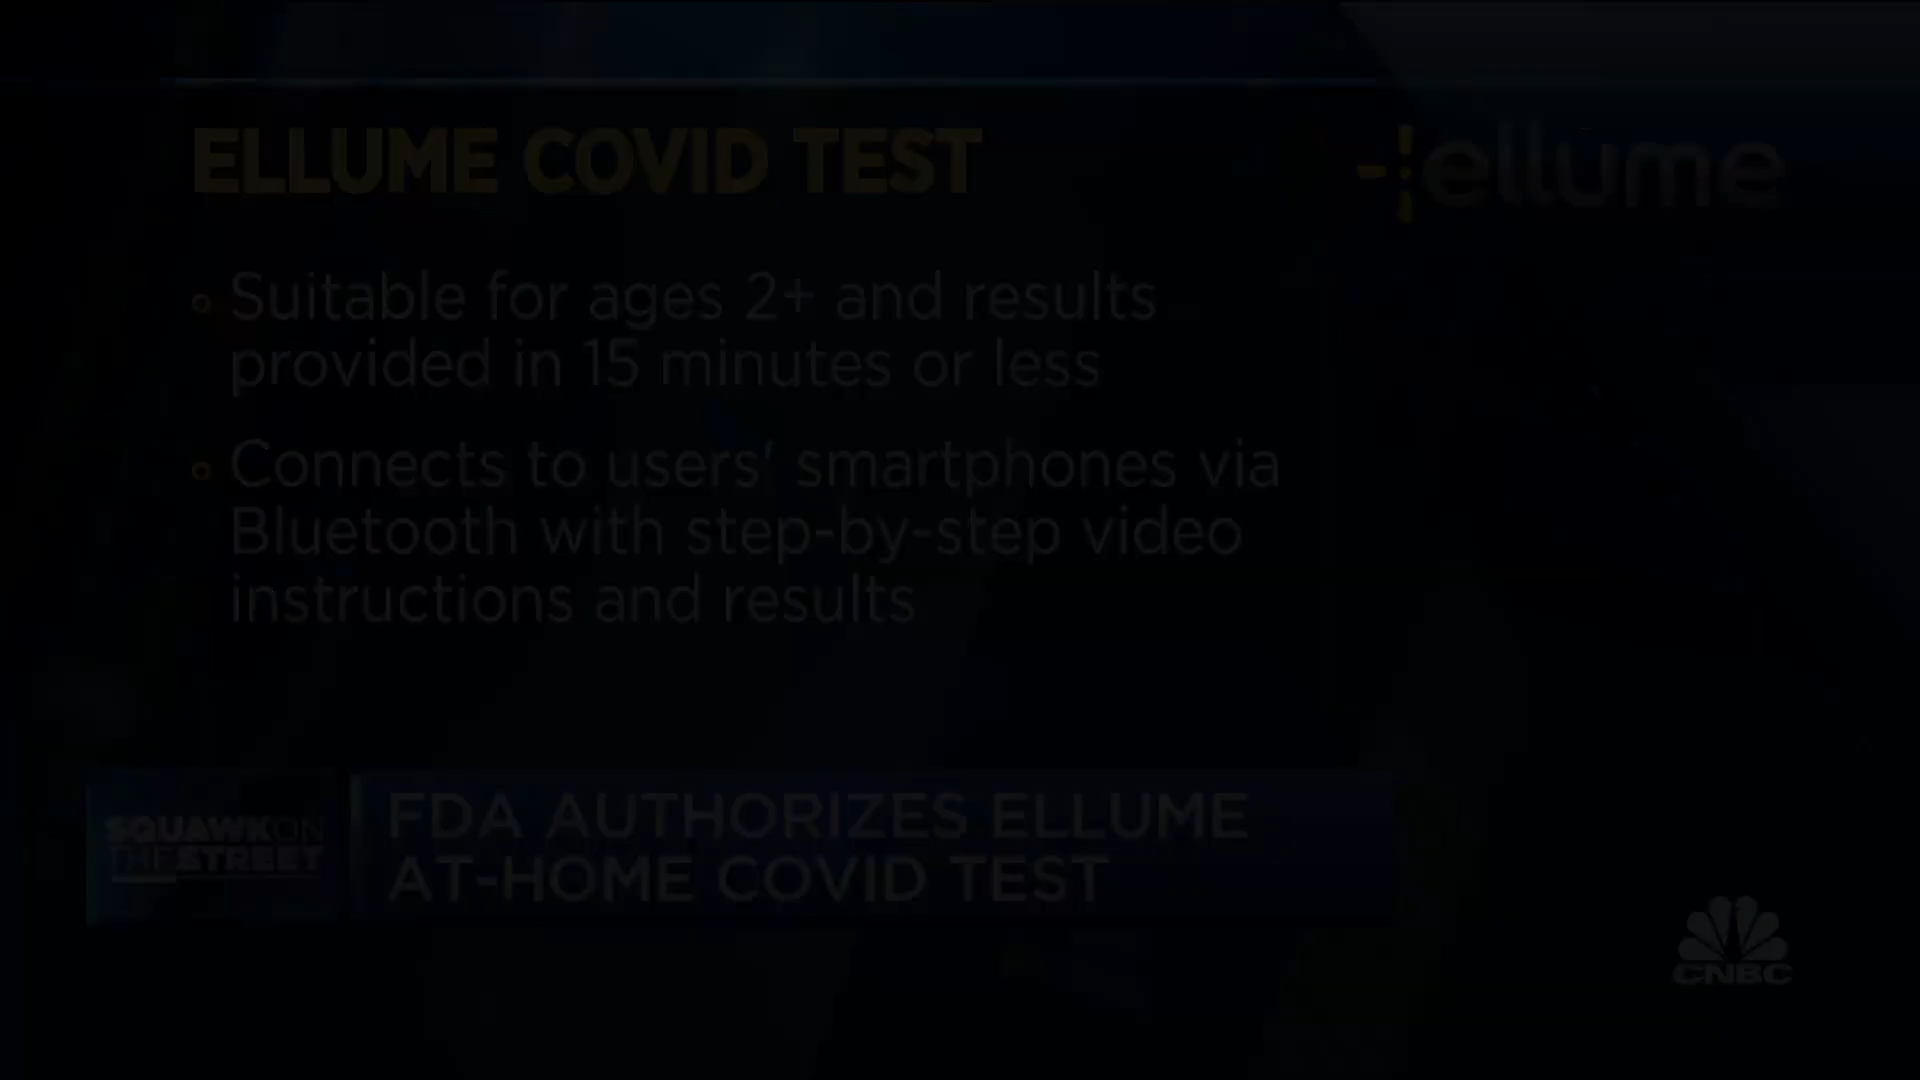 ELLUME COVID TEST
ellume
Suitable for ages 2+ and results
provided in 15 minutes or less
Connects to users' smartphones via
Bluetooth with step-by-step video
instructions and results
SQUAWK ON
THE STREET
FDA AUTHORIZES ELLUME
AT-HOME COVID TEST
CNBC